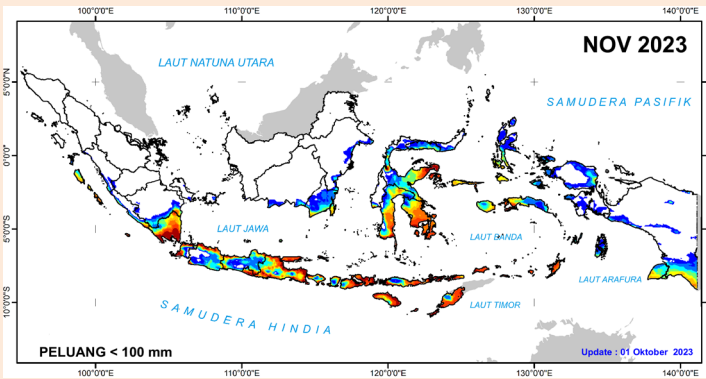 100°0'0"E 110°0'0"E 120°0'0"E 130°0'0"E 140°0'0"E
NOV 2023
LAUT NATUNA UTARA
5°0'0"N
SAMUDERA PASIFIK
0°0'0"
5°0'0"S
LAUT JAWA
LAUT BANDA
LAUT ARAFURA
10°0'0"S
SAMUDERA HINDIA
LAUT TIMOR
PELUANG < 100 mm
Update : 01 Oktober 2023
100°0'0"E 110°0'0"E 120°0'0"E 130°0'0"E 140°0'0"E